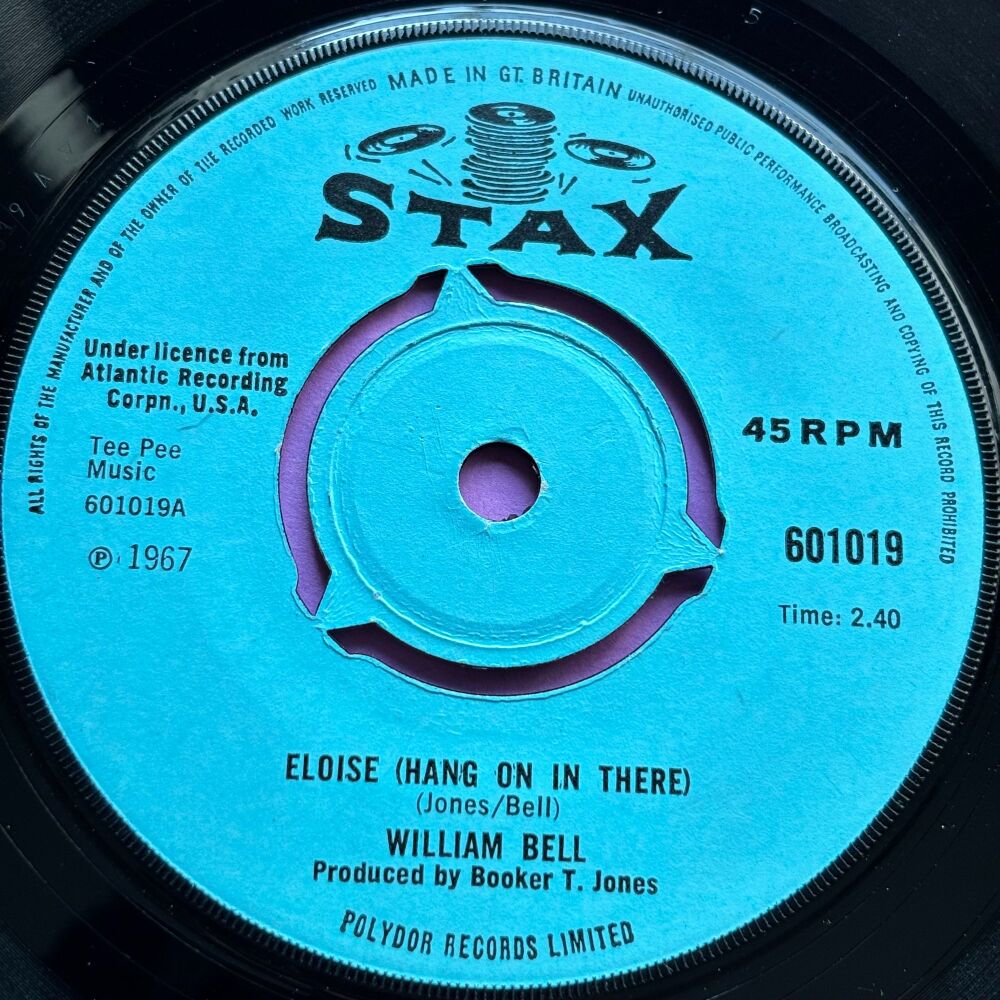 ALL RIGHTS OF THE MANUFACTURER AND OF THE OWNER OF THE RECORDED WORK RESERVED MADE IN GT. BRITAIN UNAUTHORISED PUBLIC PERFORMANCE BROADCASTING AND COPYING OF THIS RECORD PROHIBITED
STAX
Under licence from
Atlantic Recording
Corpn., U.S.A.
Tee Pee
Music
601019A
℗ 1967
45 RPM
601019
Time: 2.40
ELOISE (HANG ON IN THERE)
(Jones/Bell)
WILLIAM BELL
Produced by Booker T. Jones
POLYDOR RECORDS LIMITED